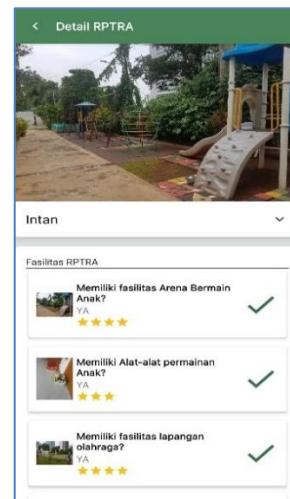 Detail RPTRA
Intan
Fasilitas RPTRA
Memiliki fasilitas Arena Bermain
Anak?
YA
Memiliki Alat-alat permainan
Anak?
YA
Memiliki fasilitas lapangan
olahraga?
YA